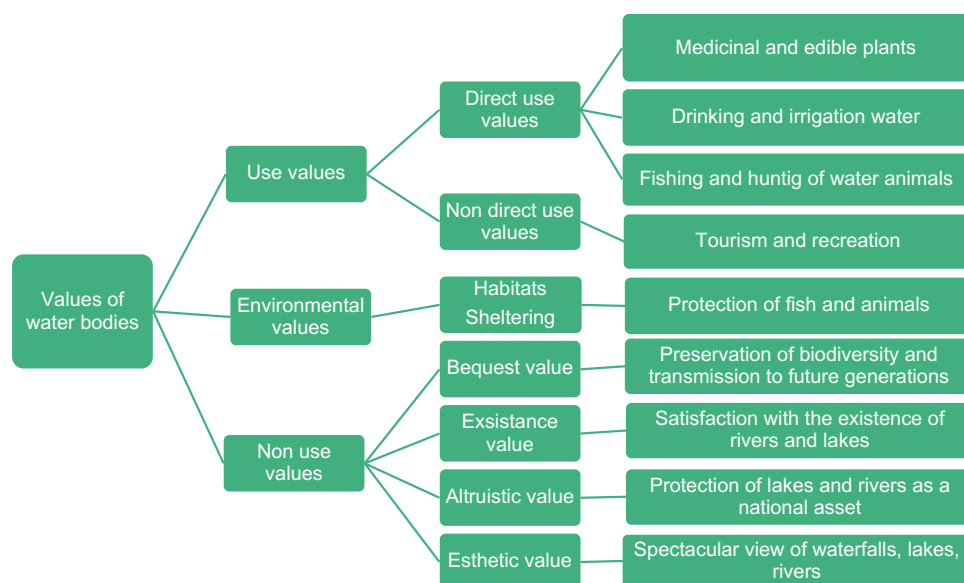 Values of
water bodies
Use values
Direct use
values
Medicinal and edible plants
Drinking and irrigation water
Fishing and huntig of water animals
Non direct use
values
Tourism and recreation
Environmental
values
Habitats
Sheltering
Protection of fish and animals
Non use
values
Bequest value
Preservation of biodiversity and
transmission to future generations
Exsistance
value
Satisfaction with the existence of
rivers and lakes
Altruistic value
Protection of lakes and rivers as a
national asset
Esthetic value
Spectacular view of waterfalls, lakes,
rivers